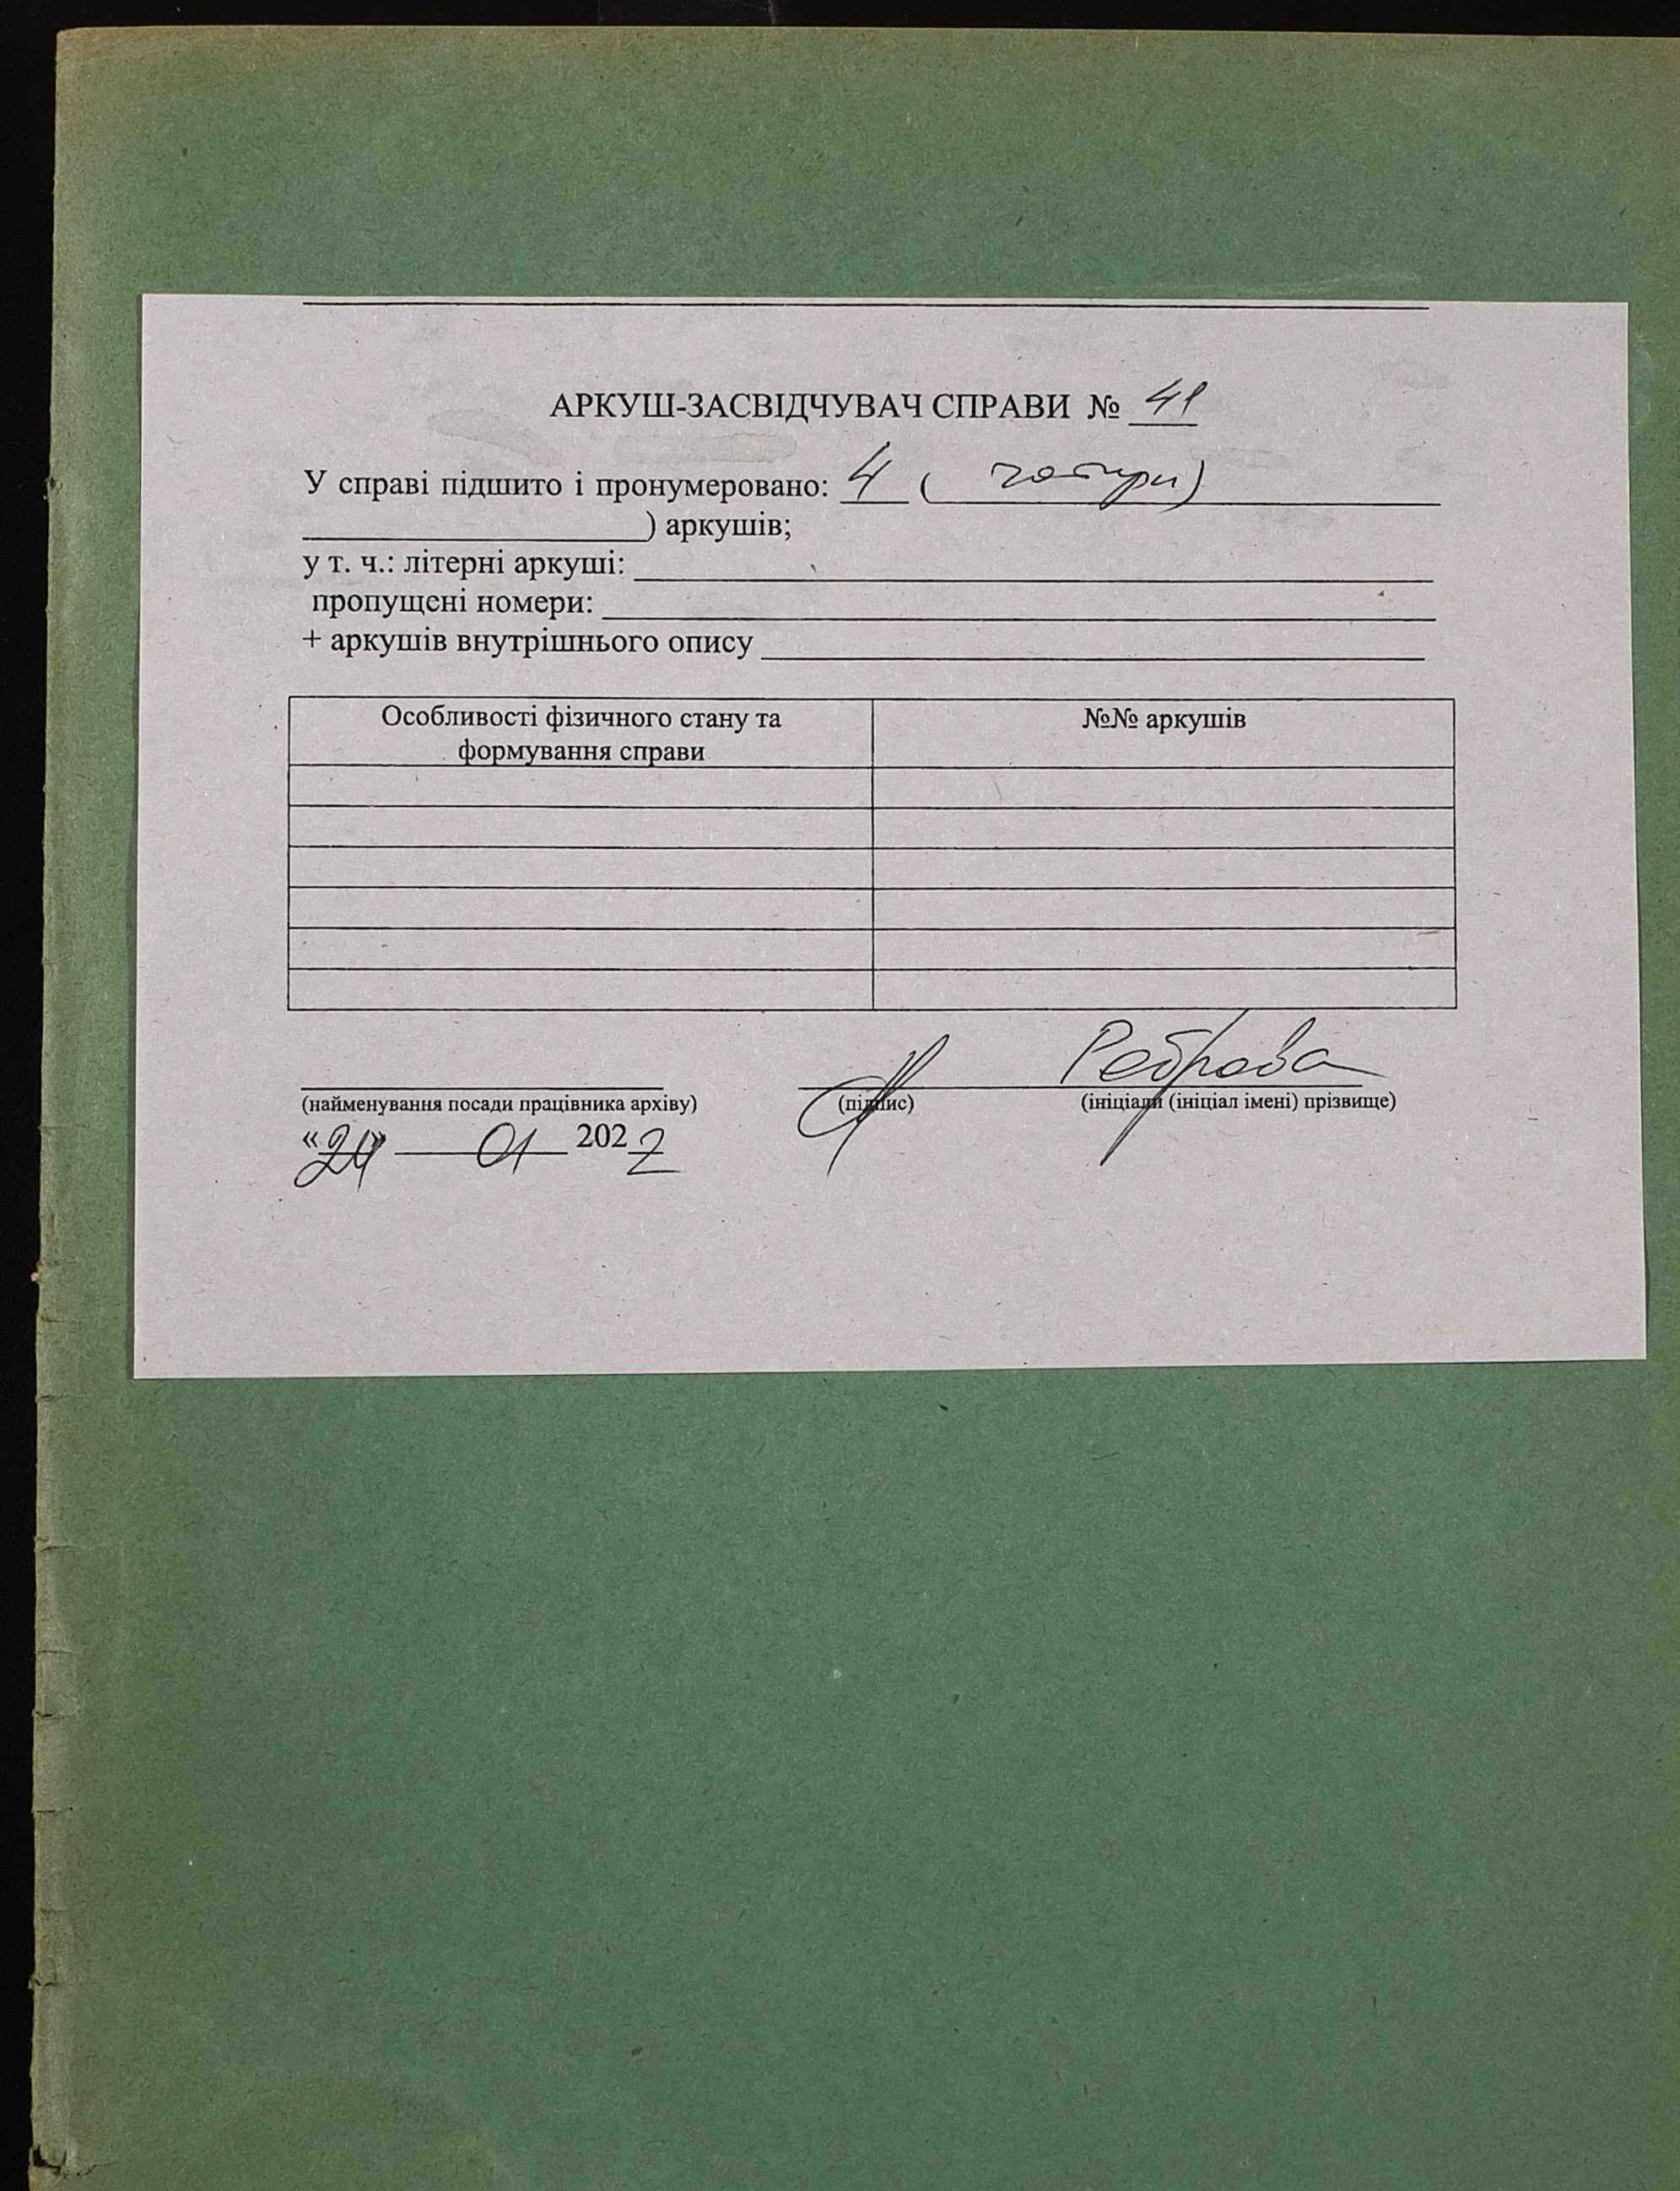 АРКУШ-ЗАСВІДЧУВАЧ СПРАВИ № 41
У справі підшито і пронумеровано: 4 ( чотири)
) аркушів;
у т. ч.: літерні аркуші:
пропущені номери:
+ аркушів внутрішнього опису
Особливості фізичного стану та формування справи
№№ аркушів
Реброва
(найменування посади працівника архіву) (підпис) (ініціали (ініціал імені) прізвище)
«24» 01 2022